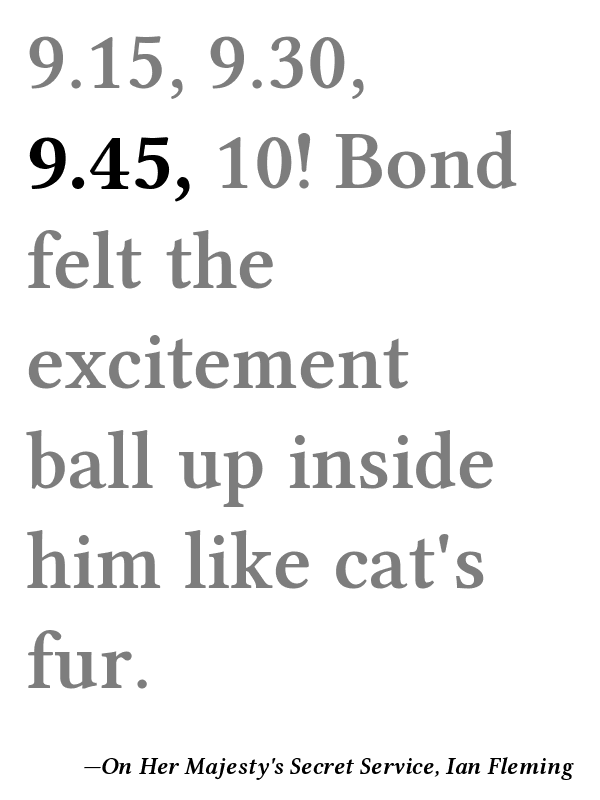 9.15, 9.30,
9.45, 10! Bond
felt the
excitement
ball up inside
him like cat's
fur.
—On Her Majesty's Secret Service, Ian Fleming